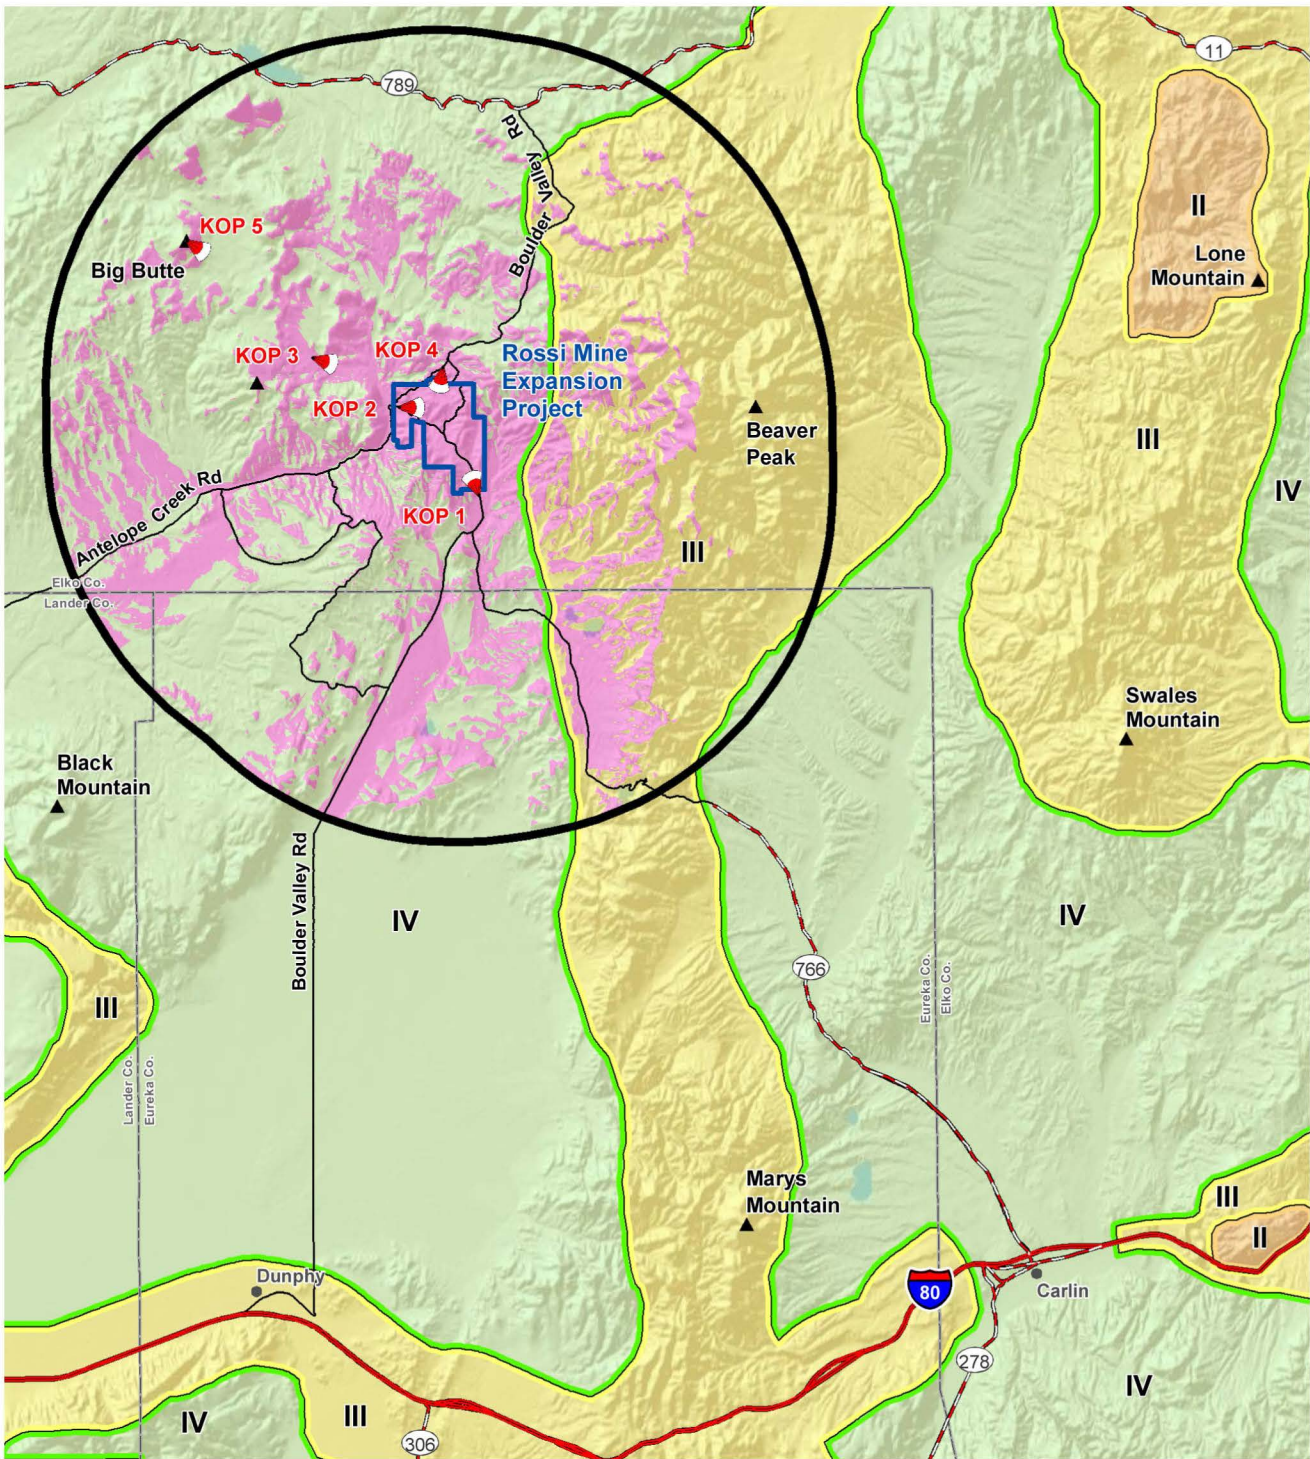 11
789
Boulder Valley Rd
KOP 5
Big Butte
II
Lone
Mountain
KOP 3
KOP 4
Rossi Mine
Expansion
Project
KOP 2
Beaver
Peak
III
IV
Antelope Creek Rd
KOP 1
III
Elko Co.
Lander Co.
Swales
Mountain
Black
Mountain
Boulder Valley Rd
IV
IV
766
Eureka Co.
Elko Co.
III
Lander Co.
Eureka Co.
Marys
Mountain
III
II
Dunphy
80
Carlin
278
IV
III
IV
306